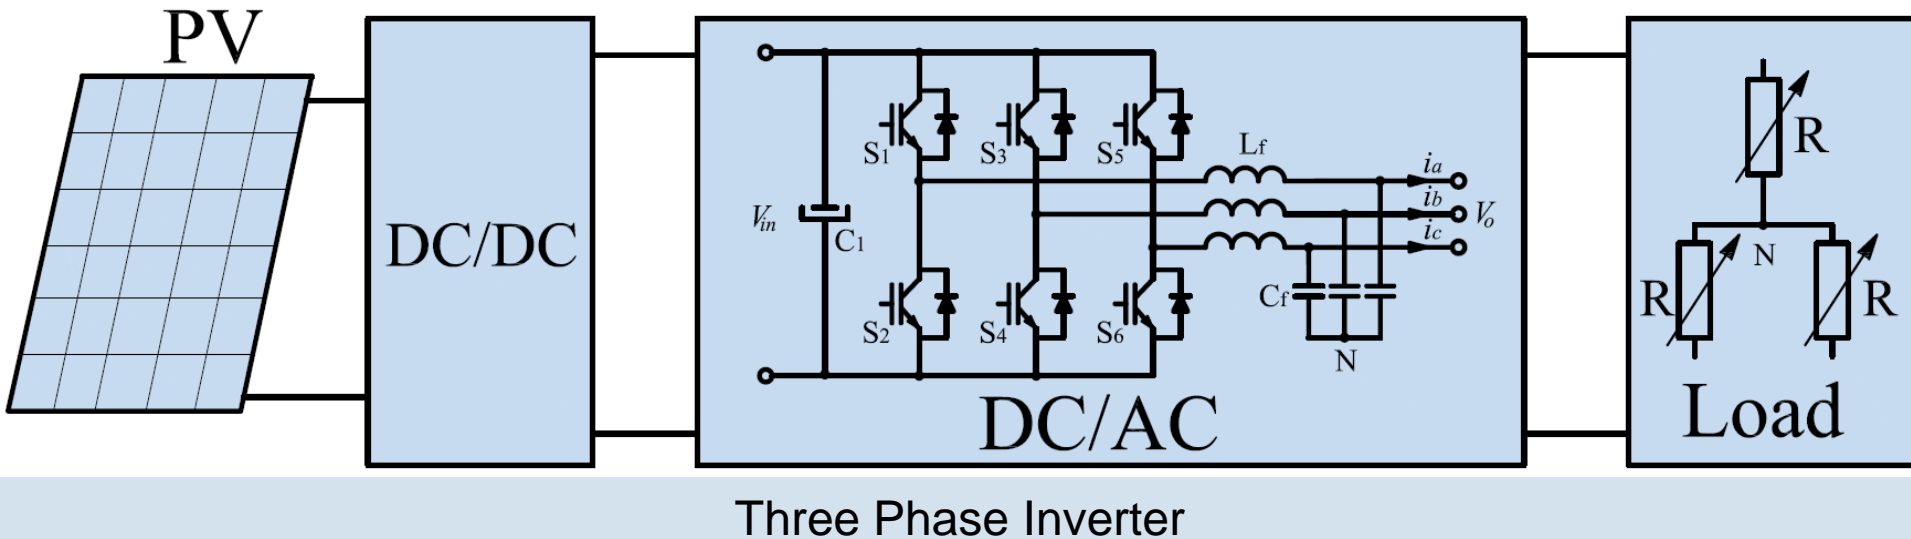 PV
DC/DC
Vin
C1
S1
S3
S5
S2
S4
S6
Lf
ia
ib
ic
Vo
Cf
N
DC/AC
R
N
R
R
Load
Three Phase Inverter